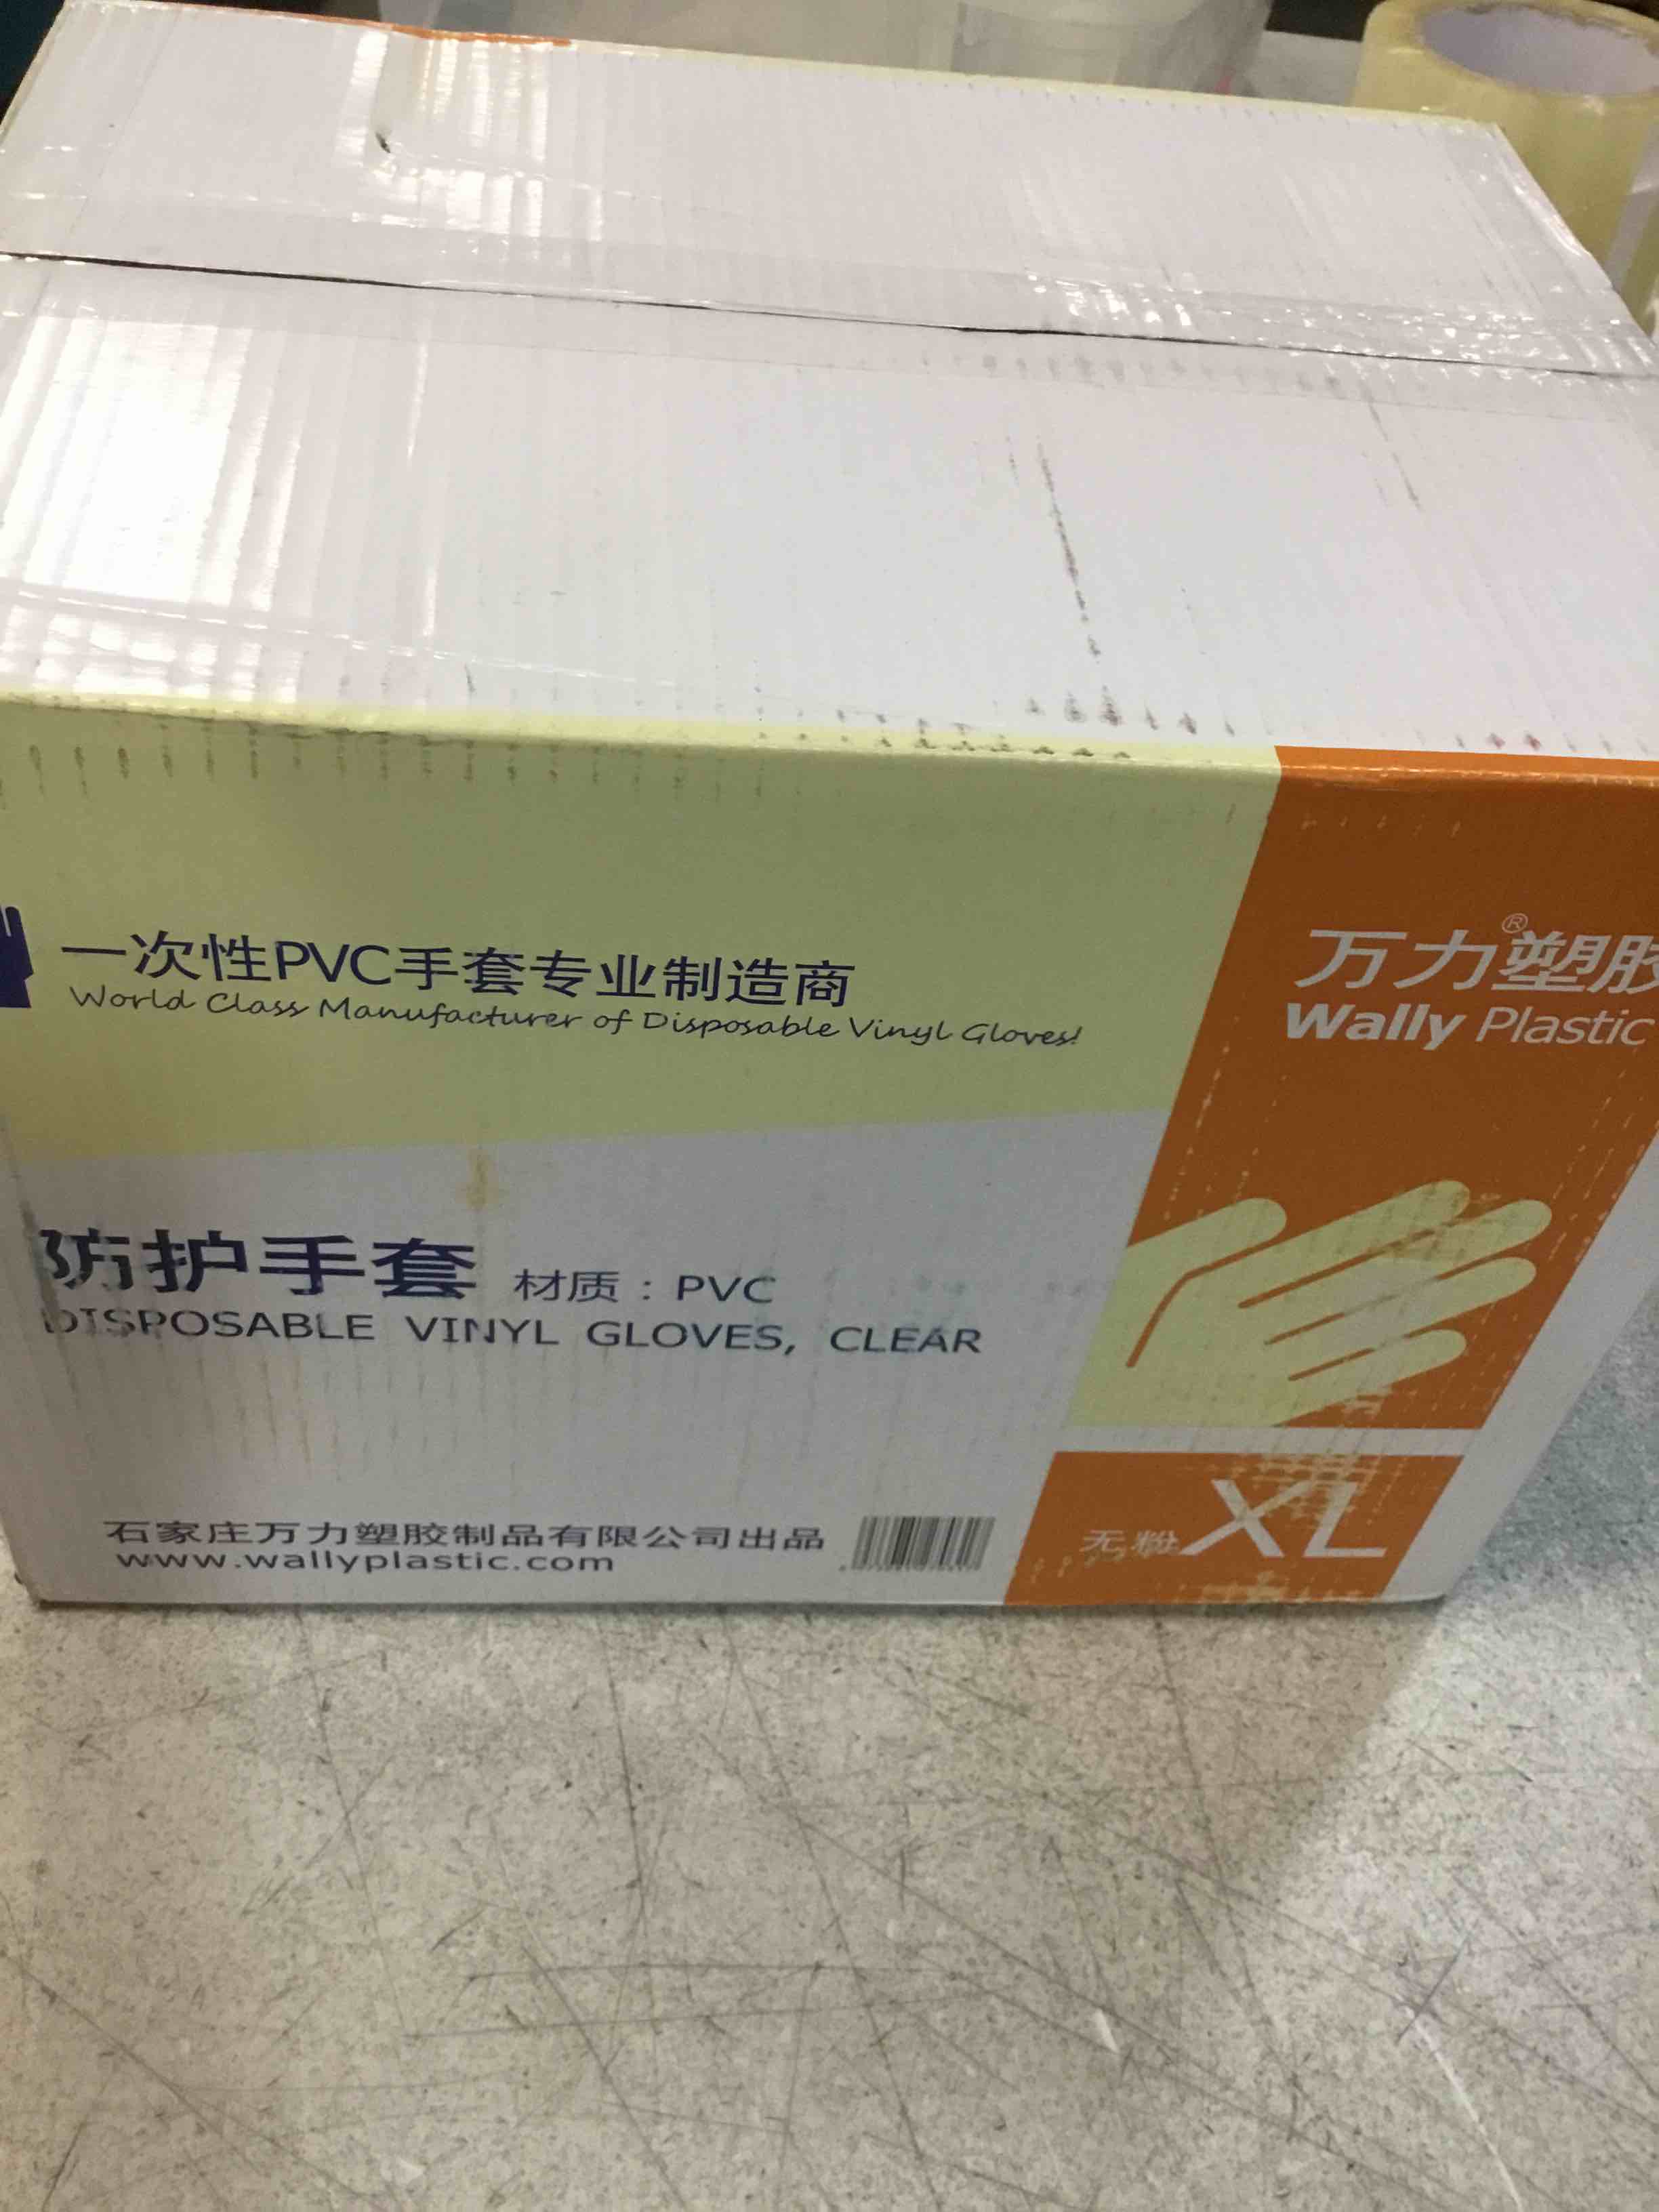 一次性PVC手套专业制造商
World Class Manufacturer of Disposable Vinyl Gloves!
万力®塑胶
Wally Plastic
防护手套 材质：PVC
DISPOSABLE VINYL GLOVES, CLEAR
石家庄万力塑胶制品有限公司出品
www.wallyplastic.com
无粉 XL